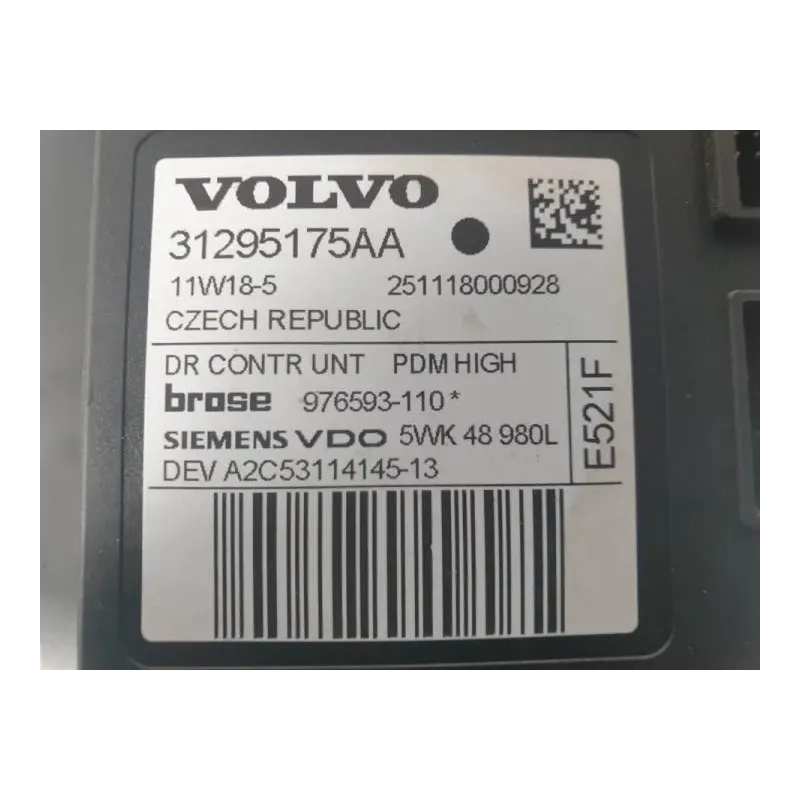 VOLVO
31295175AA
11W18-5 251118000928
CZECH REPUBLIC
DR CONTR UNT PDM HIGH
brose 976593-110*
SIEMENS VDO 5WK 48 980L
DEV A2C53114145-13
E521F